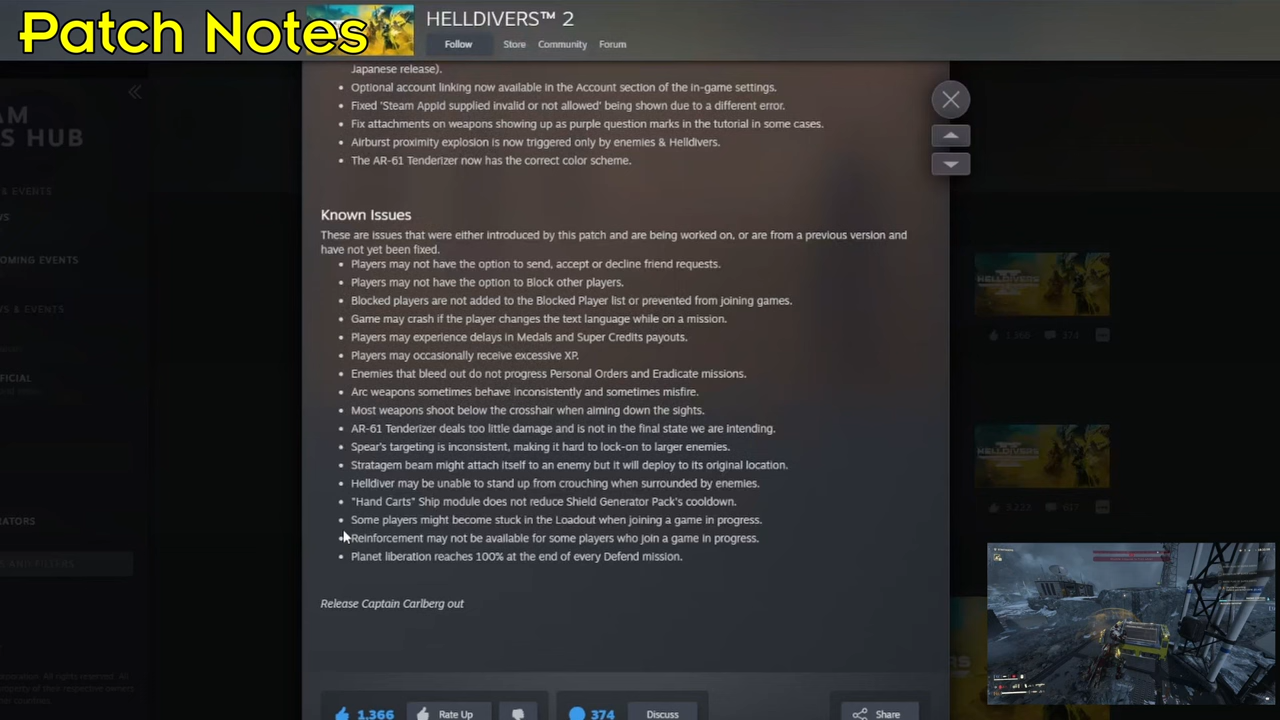 Patch Notes
HELLDIVERS™ 2
Follow Store Community Forum
Japanese release).
• Optional account linking now available in the Account section of the in-game settings.
• Fixed 'Steam AppId supplied invalid or not allowed' being shown due to a different error.
• Fix attachments on weapons showing up as purple question marks in the tutorial in some cases.
• Airburst proximity explosion is now triggered only by enemies & Helldivers.
• The AR-61 Tenderizer now has the correct color scheme.
AM
S HUB
& EVENTS
Known Issues
These are issues that were either introduced by this patch and are being worked on, or are from a previous version and
have not yet been fixed.
• Players may not have the option to send, accept or decline friend requests.
• Players may not have the option to Block other players.
• Blocked players are not added to the Blocked Player list or prevented from joining games.
• Game may crash if the player changes the text language while on a mission.
• Players may experience delays in Medals and Super Credits payouts.
• Players may occasionally receive excessive XP.
• Enemies that bleed out do not progress Personal Orders and Eradicate missions.
• Arc weapons sometimes behave inconsistently and sometimes misfire.
• Most weapons shoot below the crosshair when aiming down the sights.
• AR-61 Tenderizer deals too little damage and is not in the final state we are intending.
• Spear's targeting is inconsistent, making it hard to lock-on to larger enemies.
• Stratagem beam might attach itself to an enemy but it will deploy to its original location.
• Helldiver may be unable to stand up from crouching when surrounded by enemies.
• "Hand Carts" Ship module does not reduce Shield Generator Pack's cooldown.
• Some players might become stuck in the Loadout when joining a game in progress.
• Reinforcement may not be available for some players who join a game in progress.
• Planet liberation reaches 100% at the end of every Defend mission.
OMING EVENTS
WS & EVENTS
FICIAL
RATORS
AND FILTERS
HELLDIVERS
1,366 374
HELLDIVERS
Release Captain Carlberg out
1,366 Rate Up 374 Discuss Share